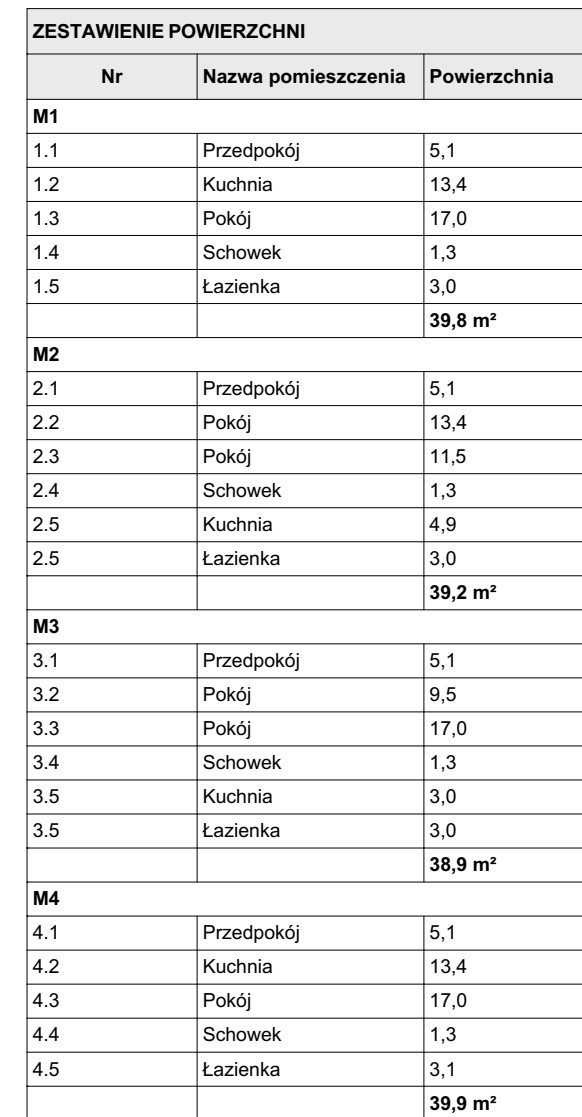 ZESTAWIENIE POWIERZCHNI
Nr Nazwa pomieszczenia Powierzchnia
M1
1.1 Przedpokój 5,1
1.2 Kuchnia 13,4
1.3 Pokój 17,0
1.4 Schowek 1,3
1.5 Łazienka 3,0
39,8 m²
M2
2.1 Przedpokój 5,1
2.2 Pokój 13,4
2.3 Pokój 11,5
2.4 Schowek 1,3
2.5 Kuchnia 4,9
2.5 Łazienka 3,0
39,2 m²
M3
3.1 Przedpokój 5,1
3.2 Pokój 9,5
3.3 Pokój 17,0
3.4 Schowek 1,3
3.5 Kuchnia 3,0
3.5 Łazienka 3,0
38,9 m²
M4
4.1 Przedpokój 5,1
4.2 Kuchnia 13,4
4.3 Pokój 17,0
4.4 Schowek 1,3
4.5 Łazienka 3,1
39,9 m²